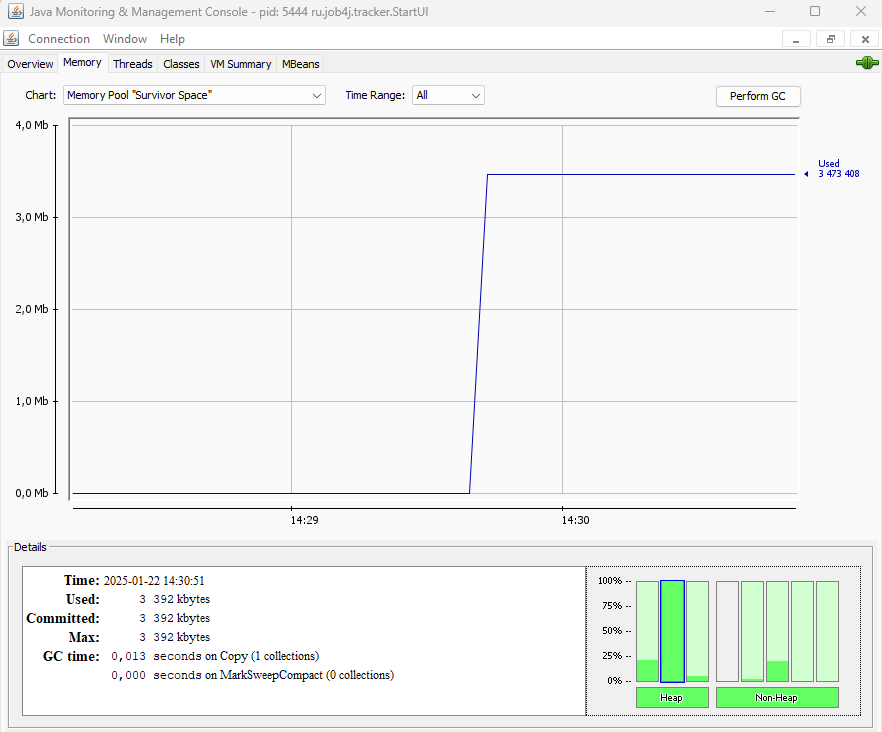 Java Monitoring & Management Console - pid: 5444 ru.job4j.tracker.StartUI
Connection Window Help
Overview Memory Threads Classes VM Summary MBeans
Chart: Memory Pool "Survivor Space" Time Range: All Perform GC
4,0 Mb
Used
3 473 408
3,0 Mb
2,0 Mb
1,0 Mb
0,0 Mb
14:29 14:30
Details
Time: 2025-01-22 14:30:51
Used: 3 392 kbytes
Committed: 3 392 kbytes
Max: 3 392 kbytes
GC time: 0,013 seconds on Copy (1 collections)
0,000 seconds on MarkSweepCompact (0 collections)
100% --
75% --
50% --
25% --
0% --
Heap Non-Heap